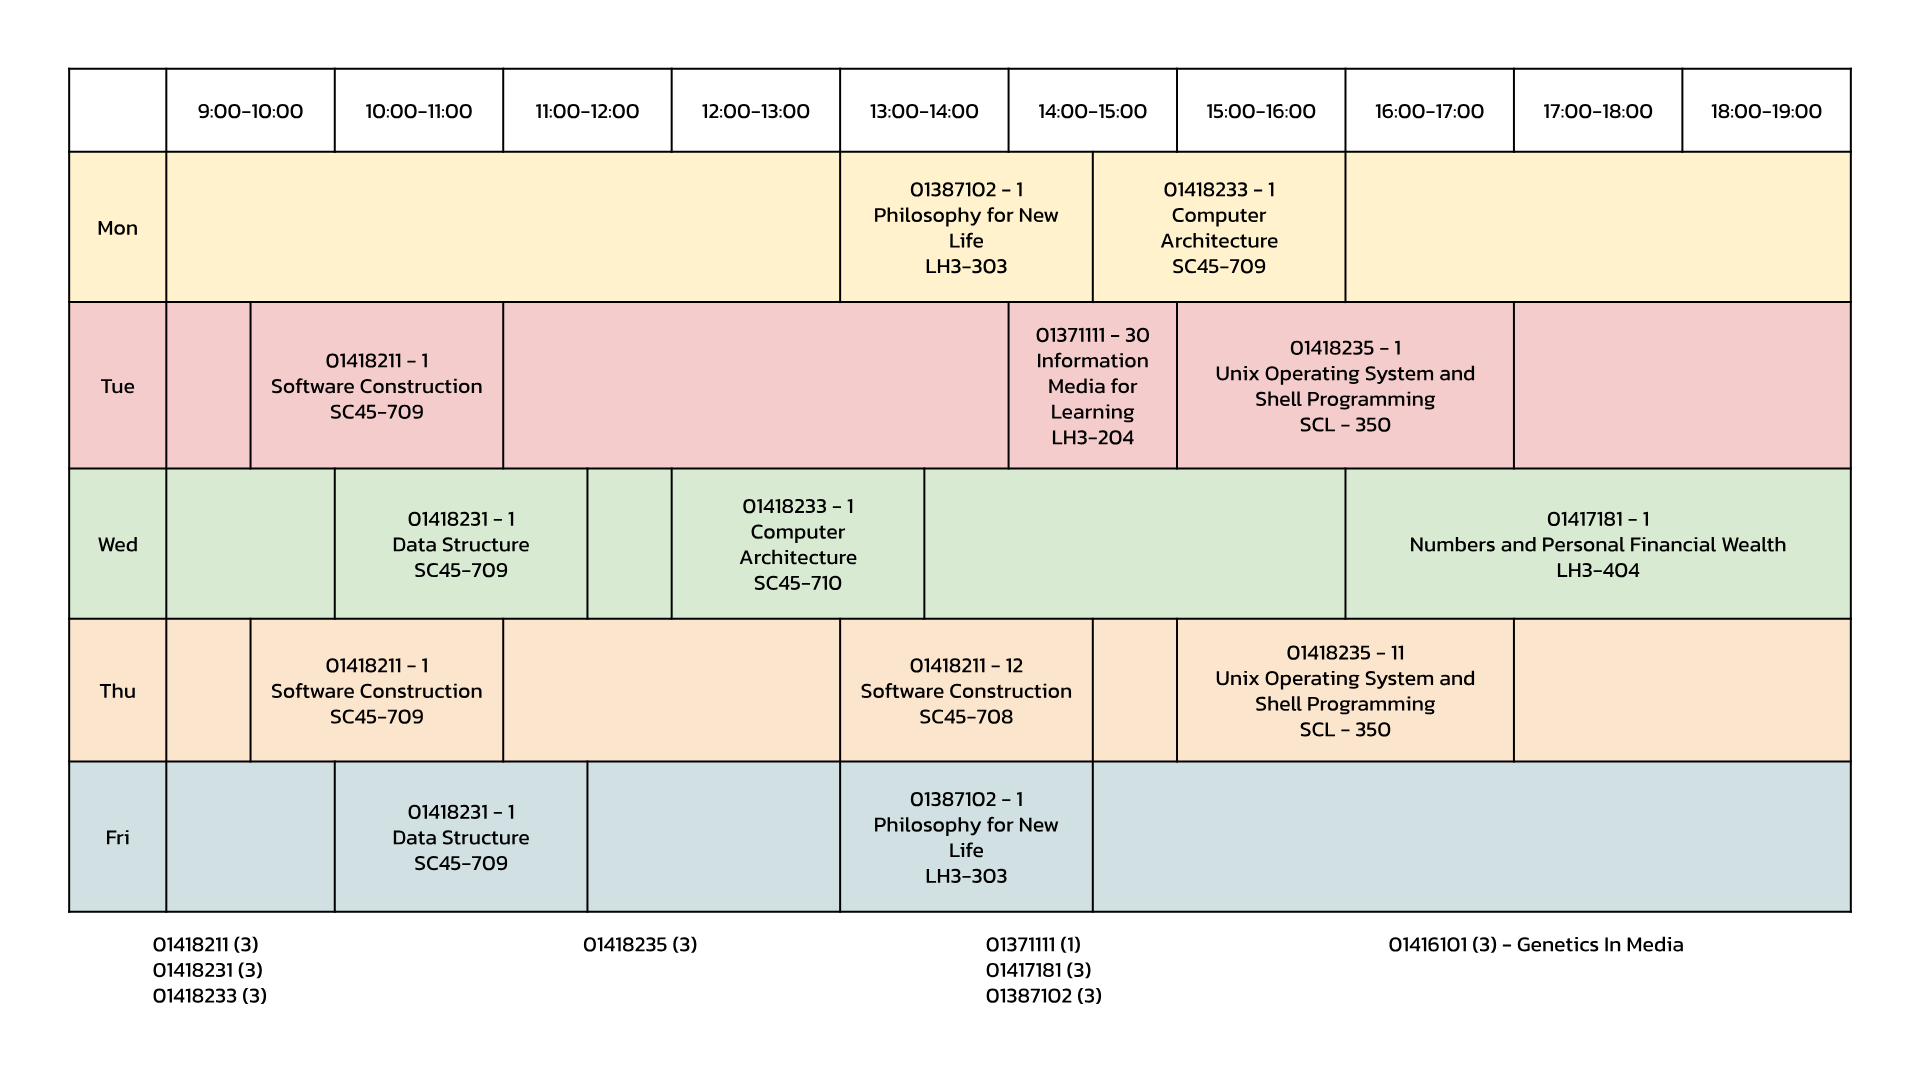 9:00-10:00
10:00-11:00
11:00-12:00
12:00-13:00
13:00-14:00
14:00-15:00
15:00-16:00
16:00-17:00
17:00-18:00
18:00-19:00
Mon
01387102 - 1
Philosophy for New
Life
LH3-303
01418233 - 1
Computer
Architecture
SC45-709
Tue
01418211 - 1
Software Construction
SC45-709
01371111 - 30
Information
Media for
Learning
LH3-204
01418235 - 1
Unix Operating System and
Shell Programming
SCL - 350
Wed
01418231 - 1
Data Structure
SC45-709
01418233 - 1
Computer
Architecture
SC45-710
01417181 - 1
Numbers and Personal Financial Wealth
LH3-404
Thu
01418211 - 1
Software Construction
SC45-709
01418211 - 12
Software Construction
SC45-708
01418235 - 11
Unix Operating System and
Shell Programming
SCL - 350
Fri
01418231 - 1
Data Structure
SC45-709
01387102 - 1
Philosophy for New
Life
LH3-303
01418211 (3)
01418231 (3)
01418233 (3)
01418235 (3)
01371111 (1)
01417181 (3)
01387102 (3)
01416101 (3) - Genetics In Media